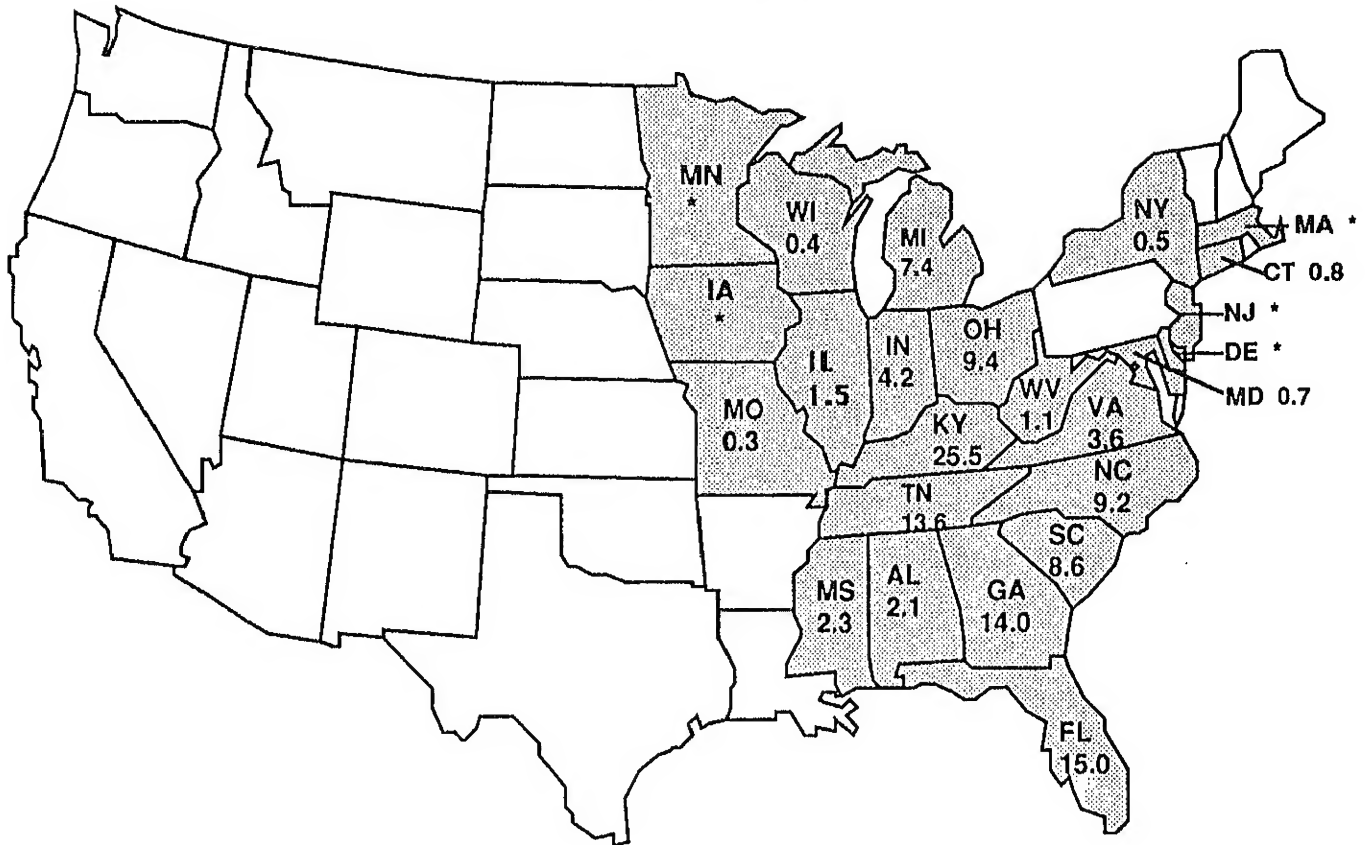 MN
*
WI
0.4
MI
7.4
NY
0.5
MA *
CT 0.8
NJ *
DE *
MD 0.7
IA
*
IL
1.5
IN
4.2
OH
9.4
WV
1.1
VA
3.6
MO
0.3
KY
25.5
TN
13.6
NC
9.2
SC
8.6
MS
2.3
AL
2.1
GA
14.0
FL
15.0